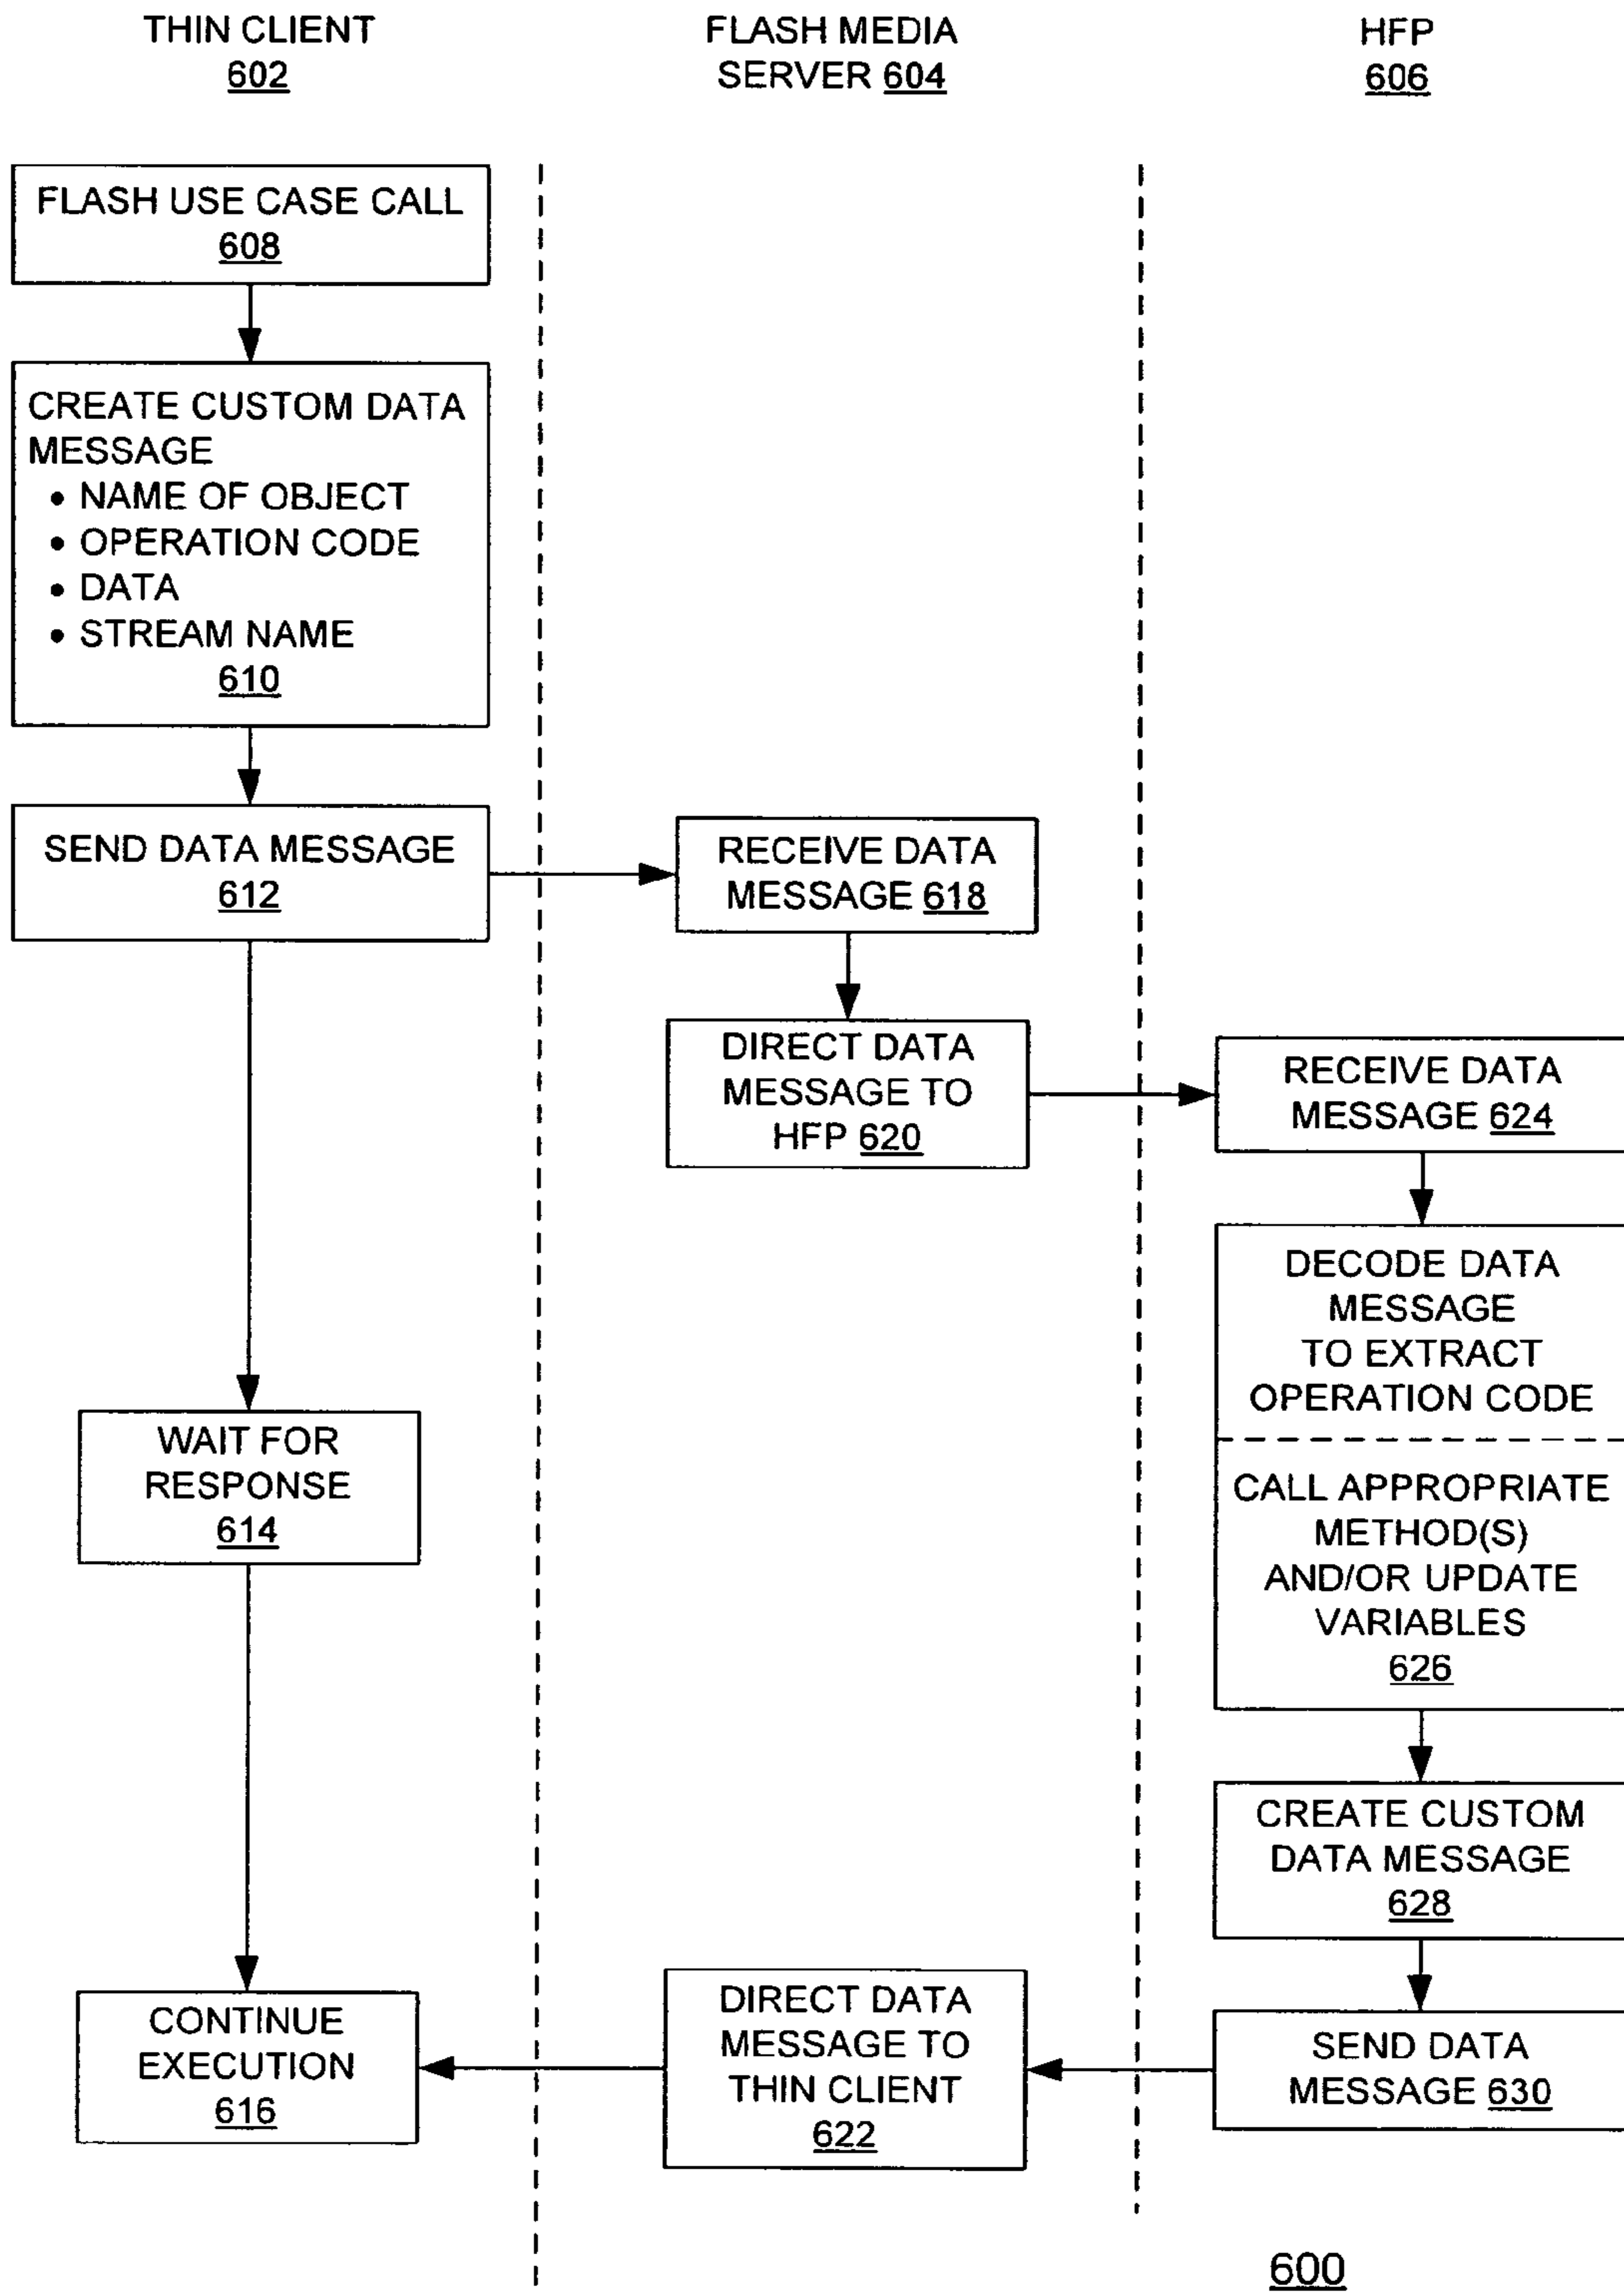 THIN CLIENT
602
FLASH MEDIA
SERVER 604
HFP
606
FLASH USE CASE CALL
608
CREATE CUSTOM DATA
MESSAGE
• NAME OF OBJECT
• OPERATION CODE
• DATA
• STREAM NAME
610
SEND DATA MESSAGE
612
RECEIVE DATA
MESSAGE 618
DIRECT DATA
MESSAGE TO
HFP 620
RECEIVE DATA
MESSAGE 624
DECODE DATA
MESSAGE
TO EXTRACT
OPERATION CODE
CALL APPROPRIATE
METHOD(S)
AND/OR UPDATE
VARIABLES
626
WAIT FOR
RESPONSE
614
CREATE CUSTOM
DATA MESSAGE
628
SEND DATA
MESSAGE 630
DIRECT DATA
MESSAGE TO
THIN CLIENT
622
CONTINUE
EXECUTION
616
600